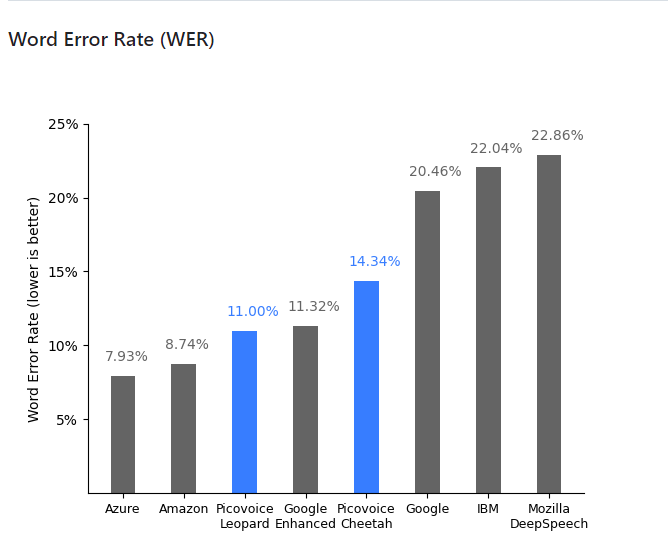 Word Error Rate (WER)
25%
20%
15%
10%
5%
Word Error Rate (lower is better)
7.93%
8.74%
11.00%
11.32%
14.34%
20.46%
22.04%
22.86%
Azure
Amazon
Picovoice
Leopard
Google
Enhanced
Picovoice
Cheetah
Google
IBM
Mozilla
DeepSpeech